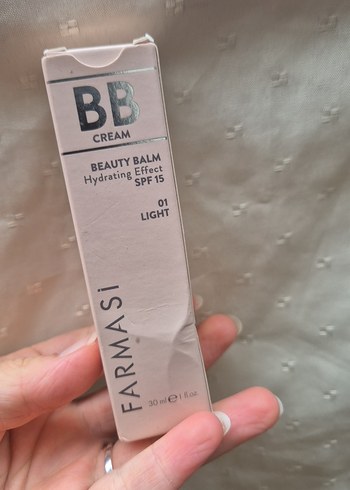 BB
CREAM
BEAUTY BALM
Hydrating Effect
SPF 15
01
LIGHT
FARMASi
30 ml ℮ 1 fl.oz.